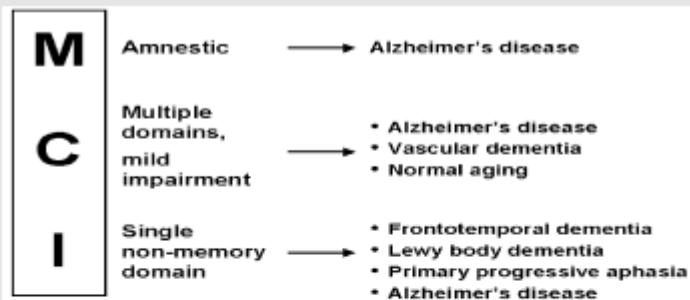 M
Amnestic → Alzheimer's disease
Multiple
domains,
mild
impairment
C
• Alzheimer's disease
• Vascular dementia
• Normal aging
I
Single
non-memory
domain
• Frontotemporal dementia
• Lewy body dementia
• Primary progressive aphasia
• Alzheimer's disease